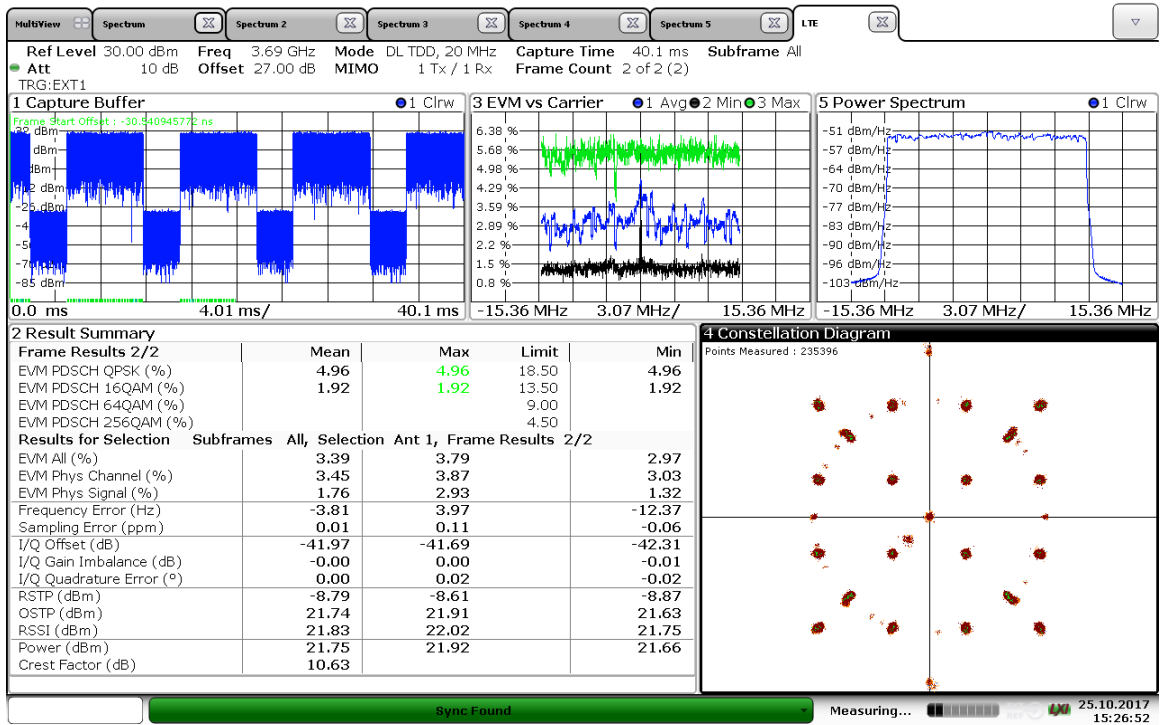 MultiView Spectrum Spectrum 2 Spectrum 3 Spectrum 4 Spectrum 5 LTE
Ref Level 30.00 dBm Freq 3.69 GHz Mode DL TDD, 20 MHz Capture Time 40.1 ms Subframe All
Att 10 dB Offset 27.00 dB MIMO 1 Tx / 1 Rx Frame Count 2 of 2 (2)
TRG:EXT1
1 Capture Buffer 1 Clrw
Frame Start Offset : -30.540945772 ns
dBm
dBm
-85 dBm
0.0 ms 4.01 ms/ 40.1 ms
3 EVM vs Carrier 1 Avg 2 Min 3 Max
6.38 %
5.68 %
4.98 %
4.29 %
3.59 %
2.89 %
2.2 %
1.5 %
0.8 %
-15.36 MHz 3.07 MHz/ 15.36 MHz
5 Power Spectrum 1 Clrw
-51 dBm/Hz
-57 dBm/Hz
-64 dBm/Hz
-70 dBm/Hz
-77 dBm/Hz
-83 dBm/Hz
-90 dBm/Hz
-96 dBm/Hz
-103 dBm/Hz
-15.36 MHz 3.07 MHz/ 15.36 MHz
2 Result Summary
Frame Results 2/2 Mean Max Limit Min
EVM PDSCH QPSK (%) 4.96 4.96 18.50 4.96
EVM PDSCH 16QAM (%) 1.92 1.92 13.50 1.92
EVM PDSCH 64QAM (%) 9.00
EVM PDSCH 256QAM (%) 4.50
Results for Selection Subframes All, Selection Ant 1, Frame Results 2/2
EVM All (%) 3.39 3.79 2.97
EVM Phys Channel (%) 3.45 3.87 3.03
EVM Phys Signal (%) 1.76 2.93 1.32
Frequency Error (Hz) -3.81 3.97 -12.37
Sampling Error (ppm) 0.01 0.11 -0.06
I/Q Offset (dB) -41.97 -41.69 -42.31
I/Q Gain Imbalance (dB) -0.00 0.00 -0.01
I/Q Quadrature Error (°) 0.00 0.02 -0.02
RSTP (dBm) -8.79 -8.61 -8.87
OSTP (dBm) 21.74 21.91 21.63
RSSI (dBm) 21.83 22.02 21.75
Power (dBm) 21.75 21.92 21.66
Crest Factor (dB) 10.63
4 Constellation Diagram
Points Measured : 235396
Sync Found
Measuring...
LXI
25.10.2017
15:26:52